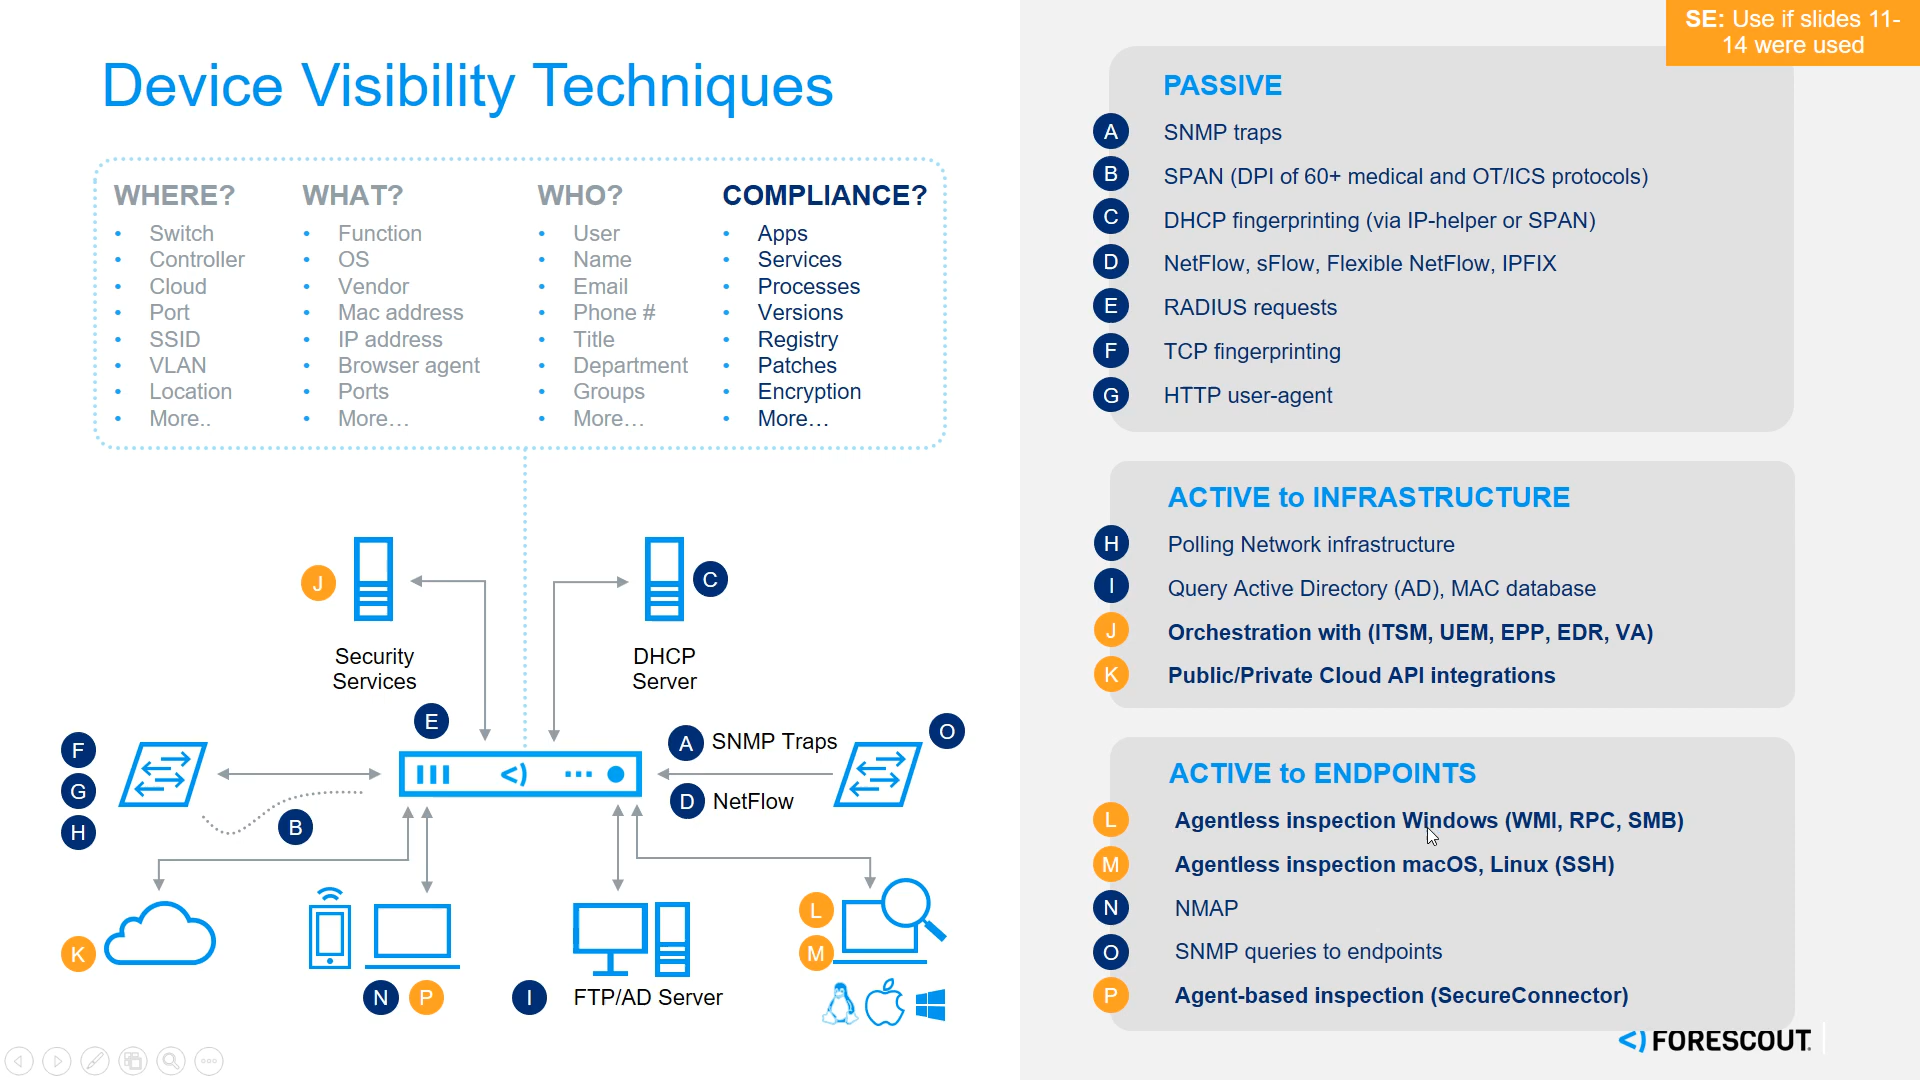 SE: Use if slides 11-
14 were used
Device Visibility Techniques
WHERE?
• Switch
• Controller
• Cloud
• Port
• SSID
• VLAN
• Location
• More..
WHAT?
• Function
• OS
• Vendor
• Mac address
• IP address
• Browser agent
• Ports
• More…
WHO?
• User
• Name
• Email
• Phone #
• Title
• Department
• Groups
• More…
COMPLIANCE?
• Apps
• Services
• Processes
• Versions
• Registry
• Patches
• Encryption
• More…
J
Security
Services
C
DHCP
Server
E
F
G
H
B
A SNMP Traps
D NetFlow
O
K
N P
I FTP/AD Server
L
M
PASSIVE
A SNMP traps
B SPAN (DPI of 60+ medical and OT/ICS protocols)
C DHCP fingerprinting (via IP-helper or SPAN)
D NetFlow, sFlow, Flexible NetFlow, IPFIX
E RADIUS requests
F TCP fingerprinting
G HTTP user-agent
ACTIVE to INFRASTRUCTURE
H Polling Network infrastructure
I Query Active Directory (AD), MAC database
J Orchestration with (ITSM, UEM, EPP, EDR, VA)
K Public/Private Cloud API integrations
ACTIVE to ENDPOINTS
L Agentless inspection Windows (WMI, RPC, SMB)
M Agentless inspection macOS, Linux (SSH)
N NMAP
O SNMP queries to endpoints
P Agent-based inspection (SecureConnector)
FORESCOUT.